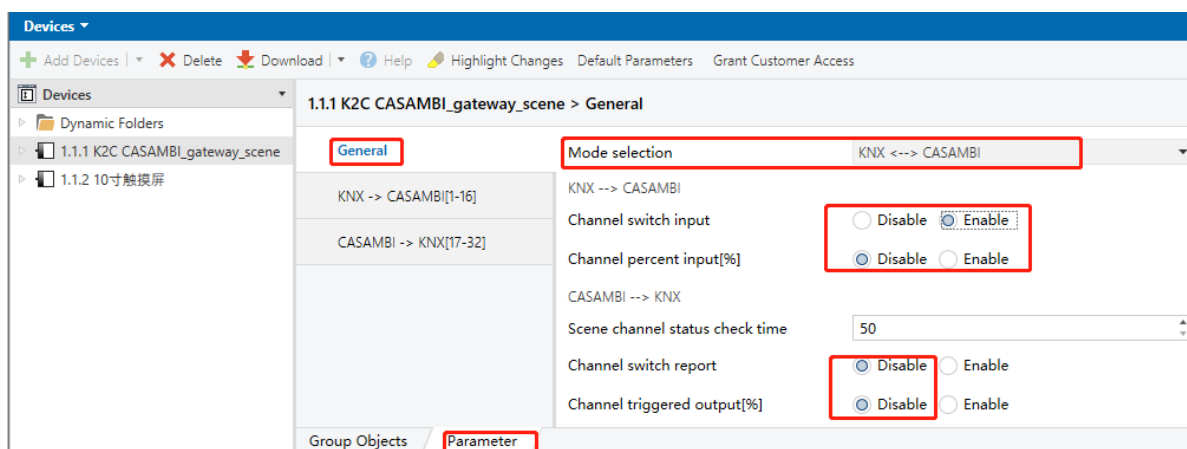 Devices
Add Devices Delete Download Help Highlight Changes Default Parameters Grant Customer Access
Devices
Dynamic Folders
1.1.1 K2C CASAMBI_gateway_scene
1.1.2 10寸触摸屏
1.1.1 K2C CASAMBI_gateway_scene > General
General
KNX -> CASAMBI[1-16]
CASAMBI -> KNX[17-32]
Mode selection KNX <--> CASAMBI
KNX --> CASAMBI
Channel switch input Disable Enable
Channel percent input[%] Disable Enable
CASAMBI --> KNX
Scene channel status check time 50
Channel switch report Disable Enable
Channel triggered output[%] Disable Enable
Group Objects Parameter